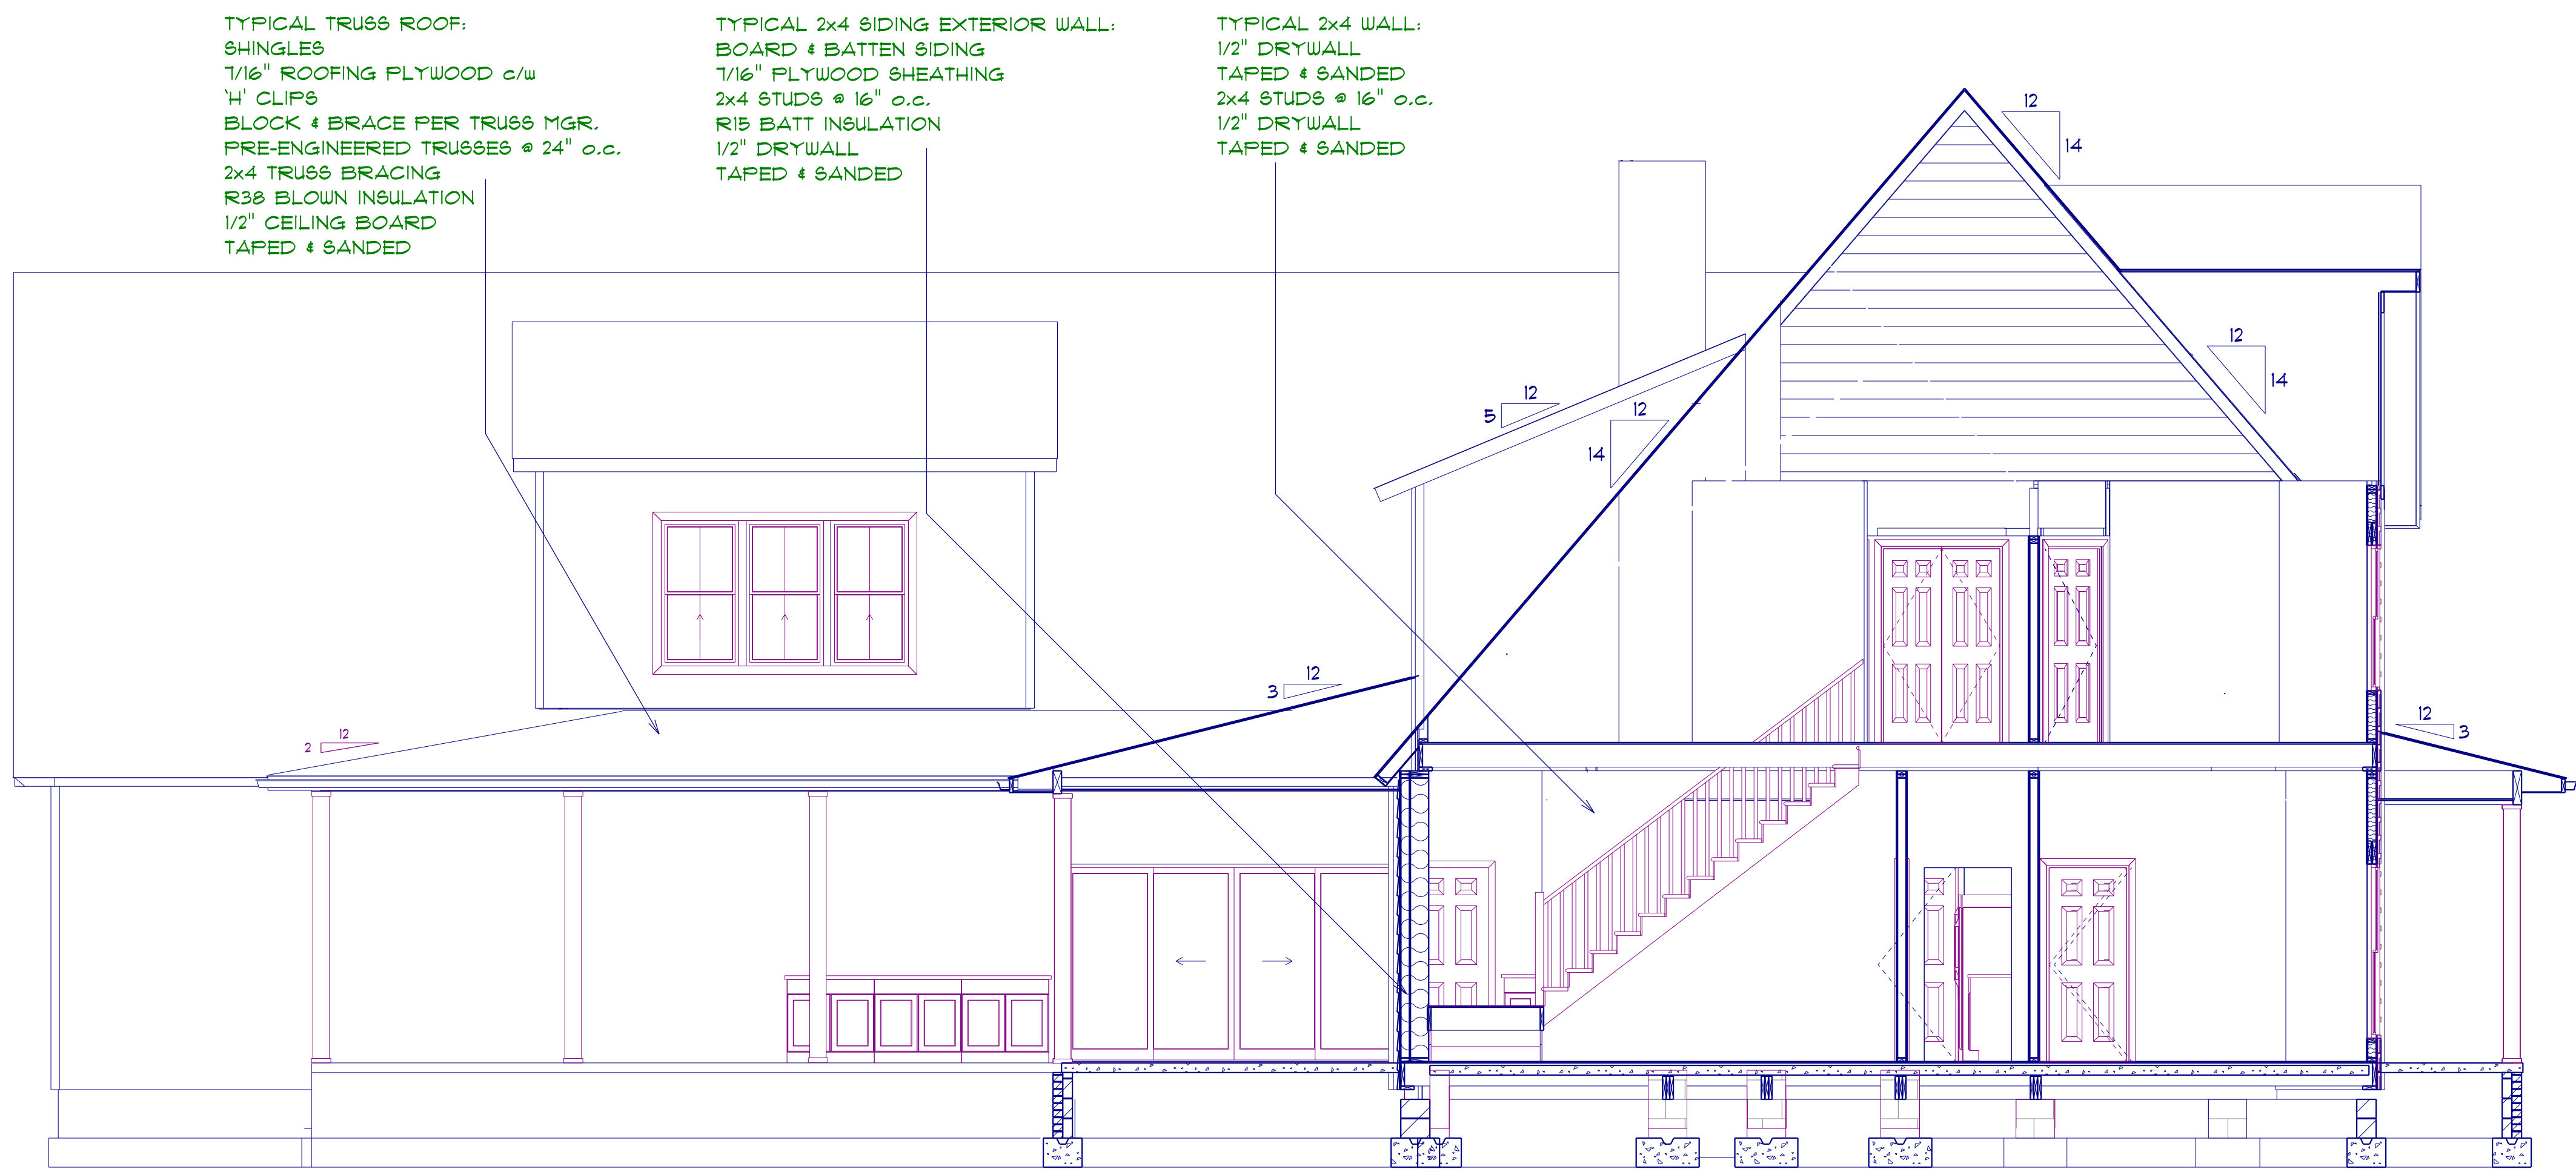 TYPICAL TRUSS ROOF:
SHINGLES
7/16" ROOFING PLYWOOD c/w
'H' CLIPS
BLOCK & BRACE PER TRUSS MGR.
PRE-ENGINEERED TRUSSES @ 24" o.c.
2x4 TRUSS BRACING
R38 BLOWN INSULATION
1/2" CEILING BOARD
TAPED & SANDED
TYPICAL 2x4 SIDING EXTERIOR WALL:
BOARD & BATTEN SIDING
7/16" PLYWOOD SHEATHING
2x4 STUDS @ 16" o.c.
R15 BATT INSULATION
1/2" DRYWALL
TAPED & SANDED
TYPICAL 2x4 WALL:
1/2" DRYWALL
TAPED & SANDED
2x4 STUDS @ 16" o.c.
1/2" DRYWALL
TAPED & SANDED
12
14
12
14
12
5
12
14
12
3
12
2
12
3